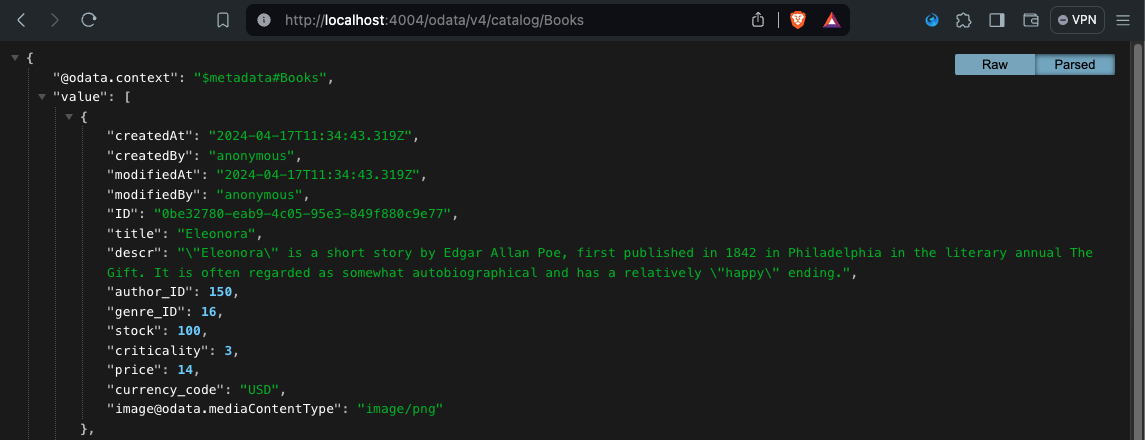 http://localhost:4004/odata/v4/catalog/Books
VPN
{
Raw
Parsed
"@odata.context": "$metadata#Books",
"value": [
{
"createdAt": "2024-04-17T11:34:43.319Z",
"createdBy": "anonymous",
"modifiedAt": "2024-04-17T11:34:43.319Z",
"modifiedBy": "anonymous",
"ID": "0be32780-eab9-4c05-95e3-849f880c9e77",
"title": "Eleonora",
"descr": "\"Eleonora\" is a short story by Edgar Allan Poe, first published in 1842 in Philadelphia in the literary annual The
Gift. It is often regarded as somewhat autobiographical and has a relatively \"happy\" ending.",
"author_ID": 150,
"genre_ID": 16,
"stock": 100,
"criticality": 3,
"price": 14,
"currency_code": "USD",
"image@odata.mediaContentType": "image/png"
},